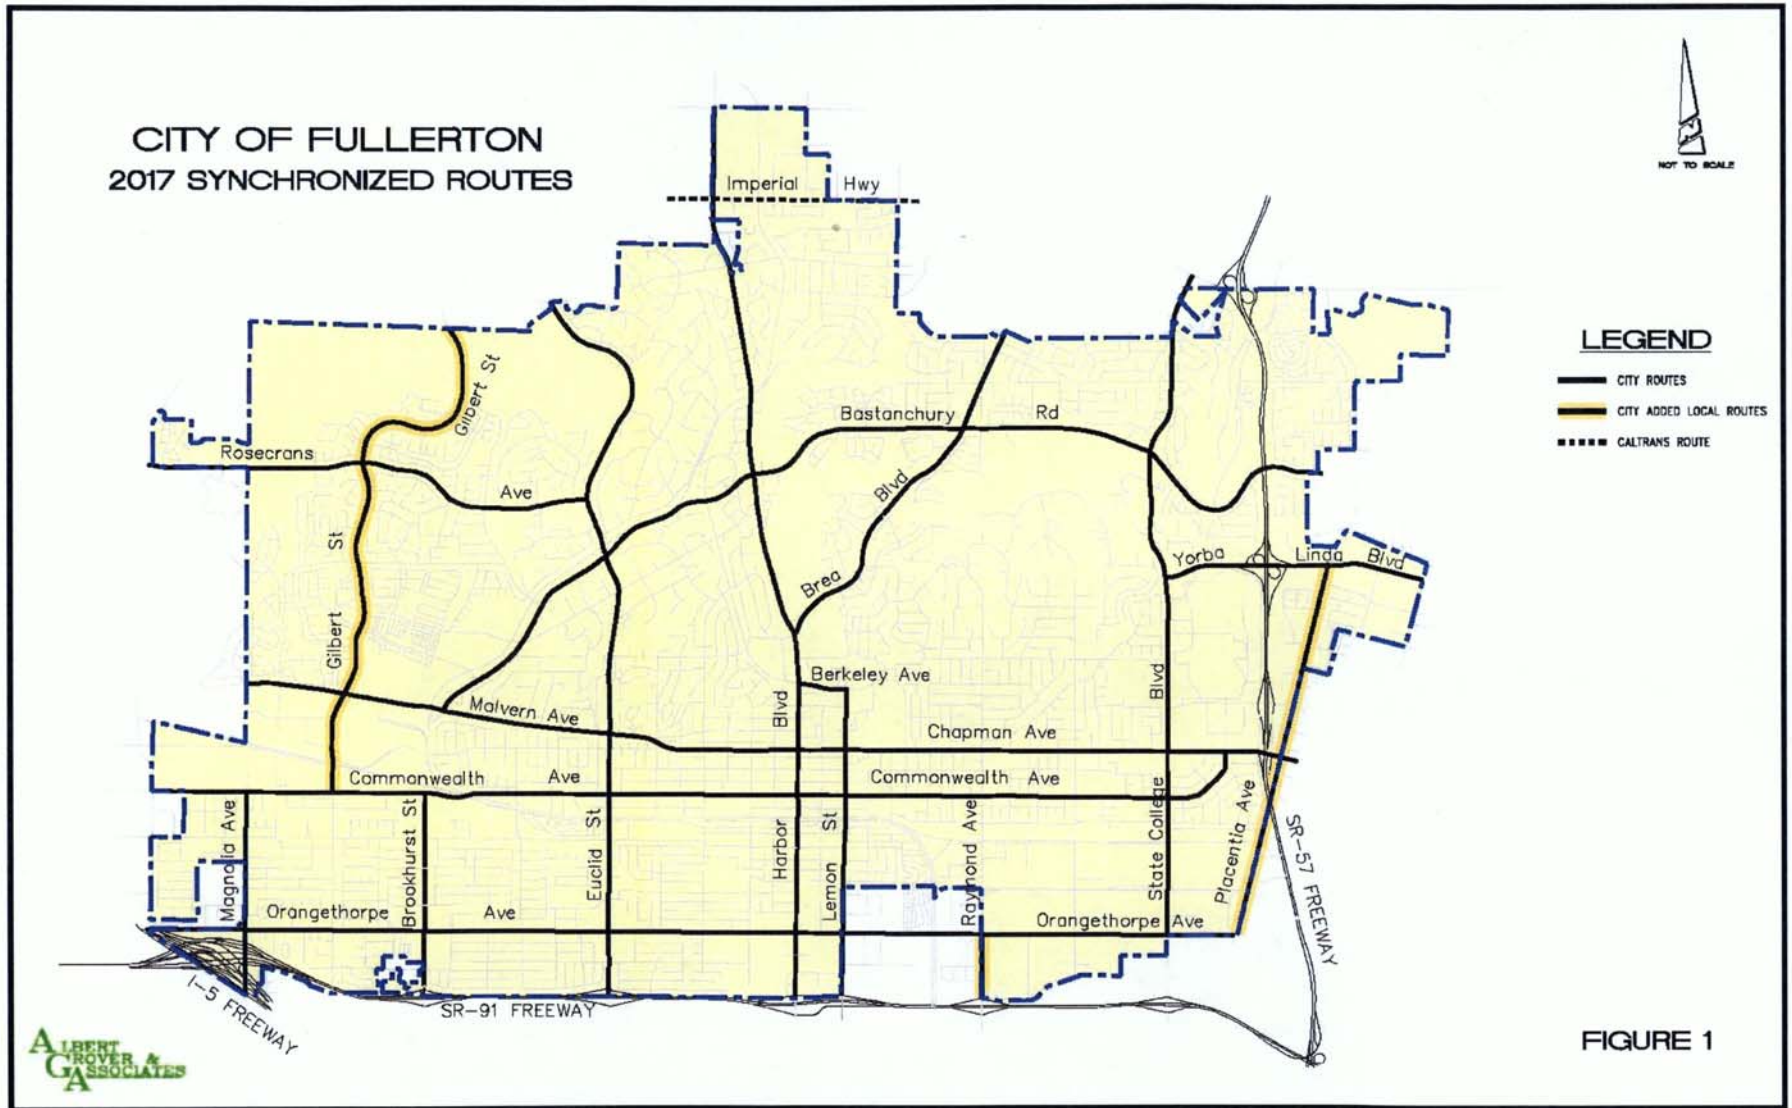 CITY OF FULLERTON
2017 SYNCHRONIZED ROUTES
NOT TO SCALE
Imperial Hwy
LEGEND
CITY ROUTES
CITY ADDED LOCAL ROUTES
CALTRANS ROUTE
Gilbert St
Bastanchury Rd
Rosecrans Ave
Brea Blvd
Gilbert St
Yorba Linda Blvd
Berkeley Ave
Malvern Ave
Chapman Ave
Commonwealth Ave
Commonwealth Ave
Magnolia Ave
Brookhurst St
Euclid St
Harbor Blvd
Lemon St
Raymond Ave
State College Blvd
Placentia Ave
SR-57 FREEWAY
Orangethorpe Ave
Orangethorpe Ave
I-5 FREEWAY
SR-91 FREEWAY
ALBERT
GROVER &
ASSOCIATES
FIGURE 1